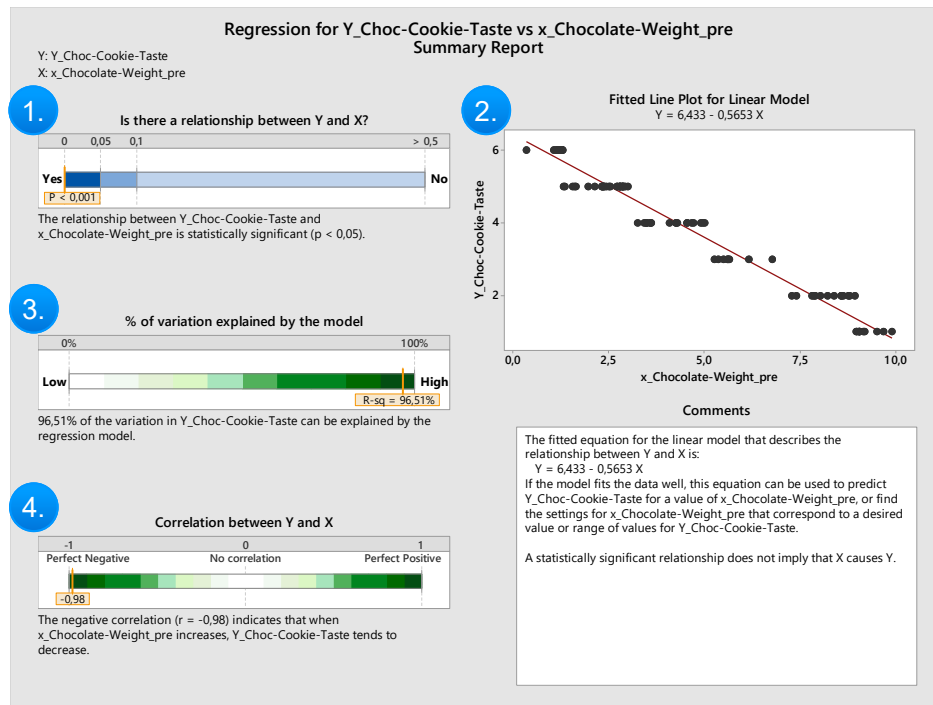 Regression for Y_Choc-Cookie-Taste vs x_Chocolate-Weight_pre
Summary Report
Y: Y_Choc-Cookie-Taste
X: x_Chocolate-Weight_pre
1.
Is there a relationship between Y and X?
0 0,05 0,1 > 0,5
Yes No
P < 0,001
The relationship between Y_Choc-Cookie-Taste and
x_Chocolate-Weight_pre is statistically significant (p < 0,05).
2.
Fitted Line Plot for Linear Model
Y = 6,433 - 0,5653 X
6
4
2
Y_Choc-Cookie-Taste
0,0 2,5 5,0 7,5 10,0
x_Chocolate-Weight_pre
3.
% of variation explained by the model
0% 100%
Low High
R-sq = 96,51%
96,51% of the variation in Y_Choc-Cookie-Taste can be explained by the
regression model.
4.
Correlation between Y and X
-1 0 1
Perfect Negative No correlation Perfect Positive
-0,98
The negative correlation (r = -0,98) indicates that when
x_Chocolate-Weight_pre increases, Y_Choc-Cookie-Taste tends to
decrease.
Comments
The fitted equation for the linear model that describes the
relationship between Y and X is:
Y = 6,433 - 0,5653 X
If the model fits the data well, this equation can be used to predict
Y_Choc-Cookie-Taste for a value of x_Chocolate-Weight_pre, or find
the settings for x_Chocolate-Weight_pre that correspond to a desired
value or range of values for Y_Choc-Cookie-Taste.
A statistically significant relationship does not imply that X causes Y.